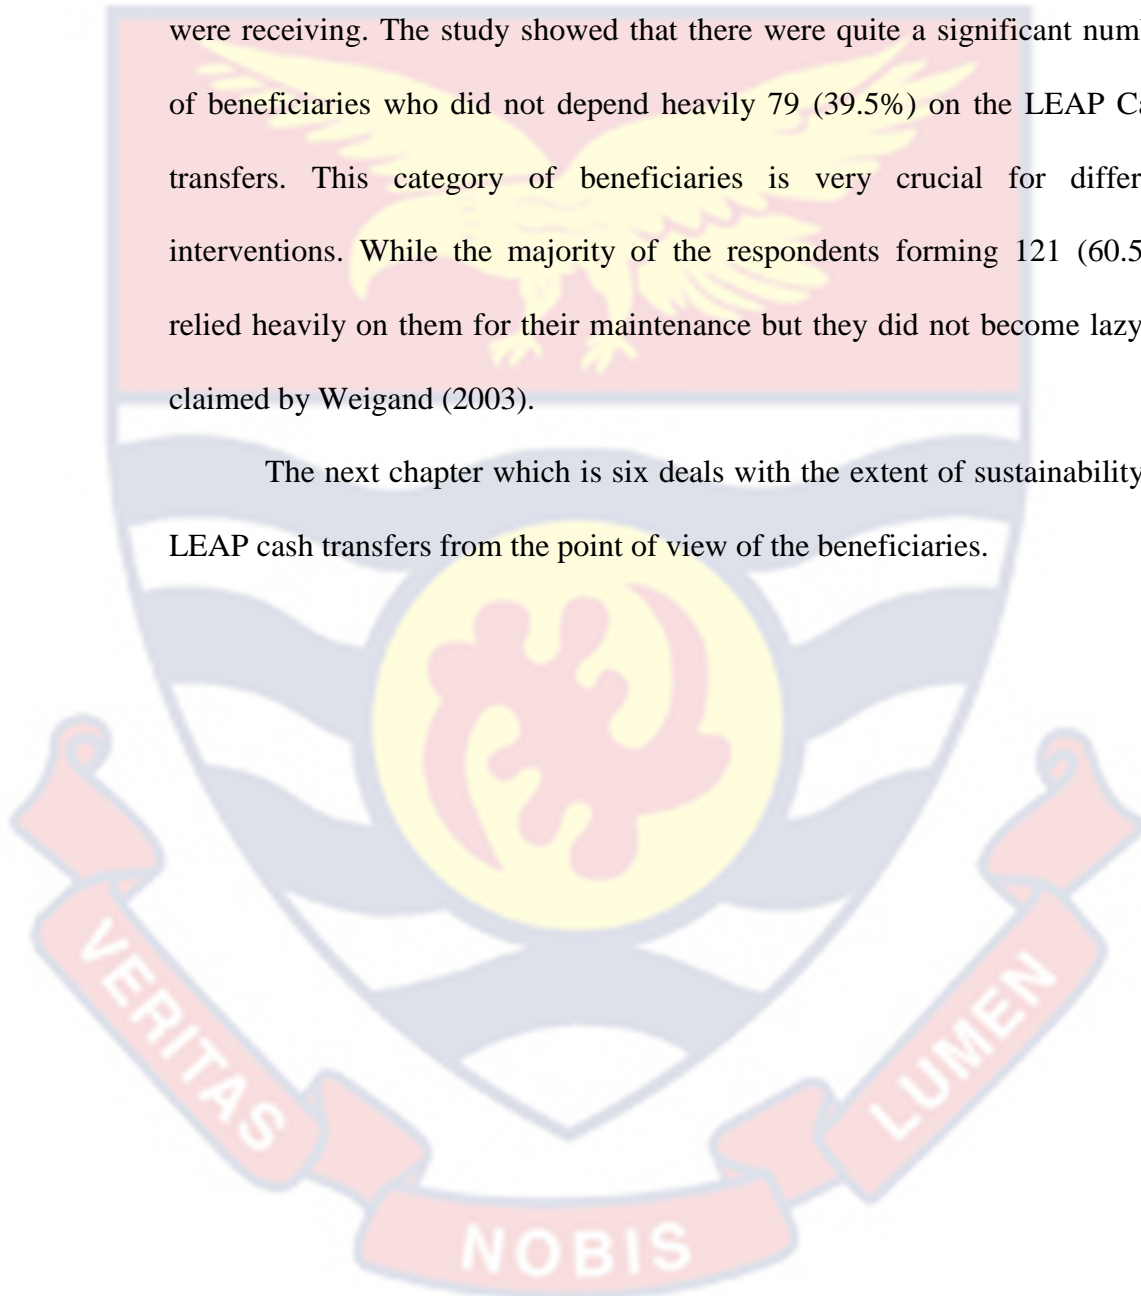 were receiving. The study showed that there were quite a significant num
of beneficiaries who did not depend heavily 79 (39.5%) on the LEAP Ca
transfers. This category of beneficiaries is very crucial for differ
interventions. While the majority of the respondents forming 121 (60.5
relied heavily on them for their maintenance but they did not become lazy
claimed by Weigand (2003).
The next chapter which is six deals with the extent of sustainability
LEAP cash transfers from the point of view of the beneficiaries.
VERITAS
NOBIS
LUMEN